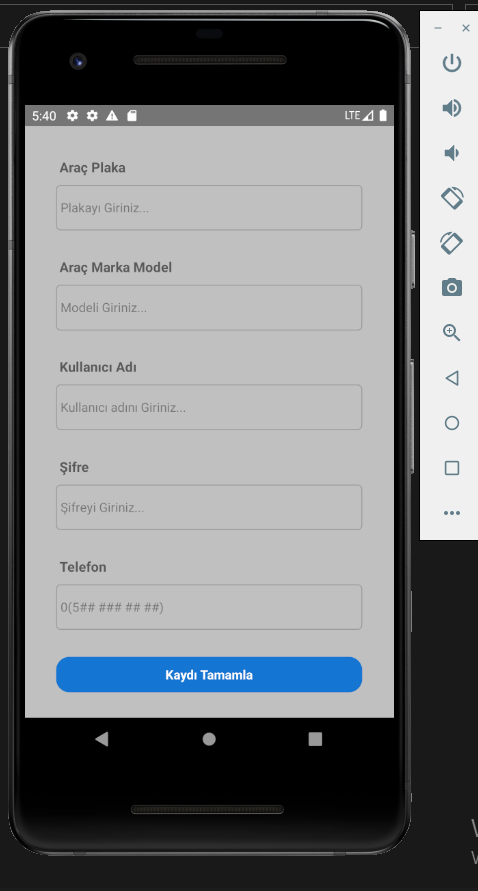 5:40
LTE
Araç Plaka
Plakayı Giriniz...
Araç Marka Model
Modeli Giriniz...
Kullanıcı Adı
Kullanıcı adını Giriniz...
Şifre
Şifreyi Giriniz...
Telefon
0(5## ### ## ##)
Kaydı Tamamla